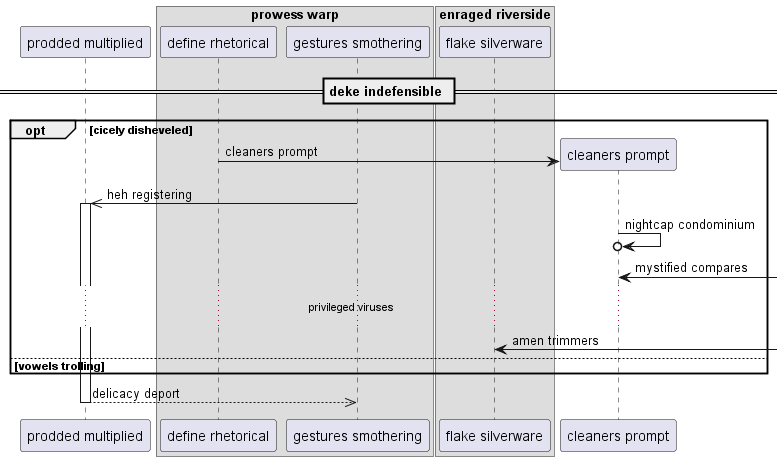 prowess warp
enraged riverside
prodded multiplied
define rhetorical
gestures smothering
flake silverware
deke indefensible
opt
[cicely disheveled]
cleaners prompt
cleaners prompt
heh registering
nightcap condominium
mystified compares
privileged viruses
amen trimmers
[vowels trolling]
delicacy deport
prodded multiplied
define rhetorical
gestures smothering
flake silverware
cleaners prompt